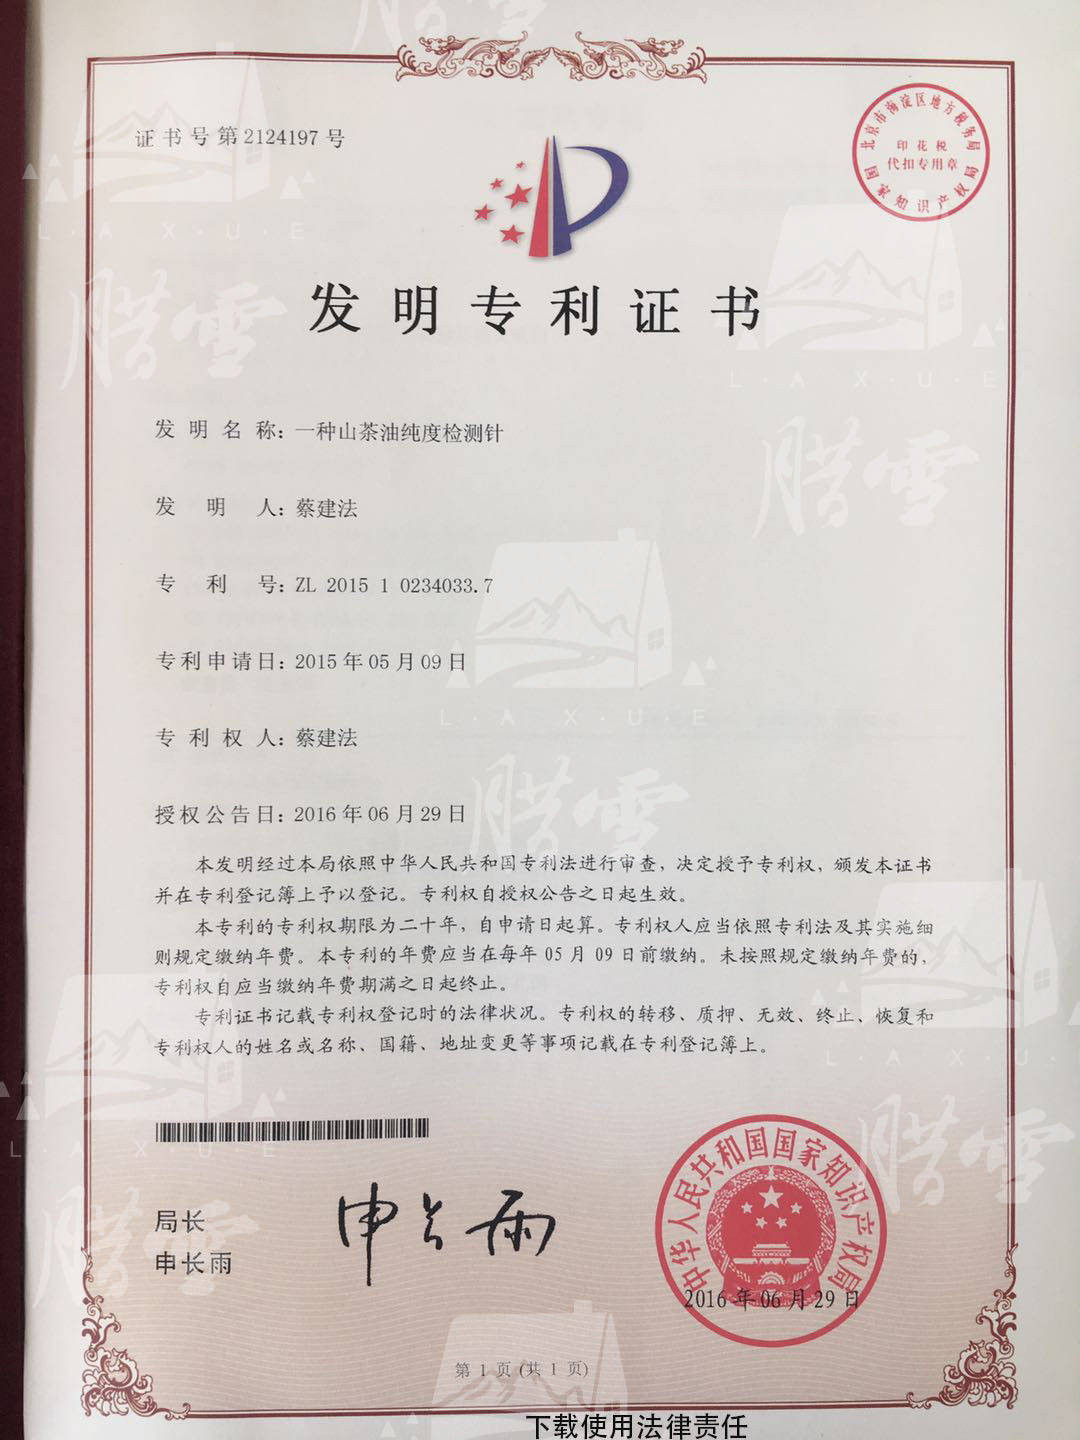 证书号第2124197号
北京市海淀区地方税务局
印花税
代扣专用章
国家知识产权局
发明专利证书
发明名称：一种山茶油纯度检测针
发明人：蔡建法
专利号：ZL 2015 1 0234033.7
专利申请日：2015年05月09日
专利权人：蔡建法
授权公告日：2016年06月29日
本发明经过本局依照中华人民共和国专利法进行审查，决定授予专利权，颁发本证书
并在专利登记簿上予以登记。专利权自授权公告之日起生效。
本专利的专利权期限为二十年，自申请日起算。专利权人应当依照专利法及其实施细
则规定缴纳年费。本专利的年费应当在每年05月09日前缴纳。未按照规定缴纳年费的，
专利权自应当缴纳年费期满之日起终止。
专利证书记载专利权登记时的法律状况。专利权的转移、质押、无效、终止、恢复和
专利权人的姓名或名称、国籍、地址变更等事项记载在专利登记簿上。
局长
申长雨
申长雨
中华人民共和国国家知识产权局
2016年06月29日
第1页(共1页)
腊雪
L·A X·U·E
腊雪
L·A X·U·E
腊雪
L·A X·U·E
腊雪
L·A X·U·E
腊雪
L·A X·U·E
下载使用法律责任